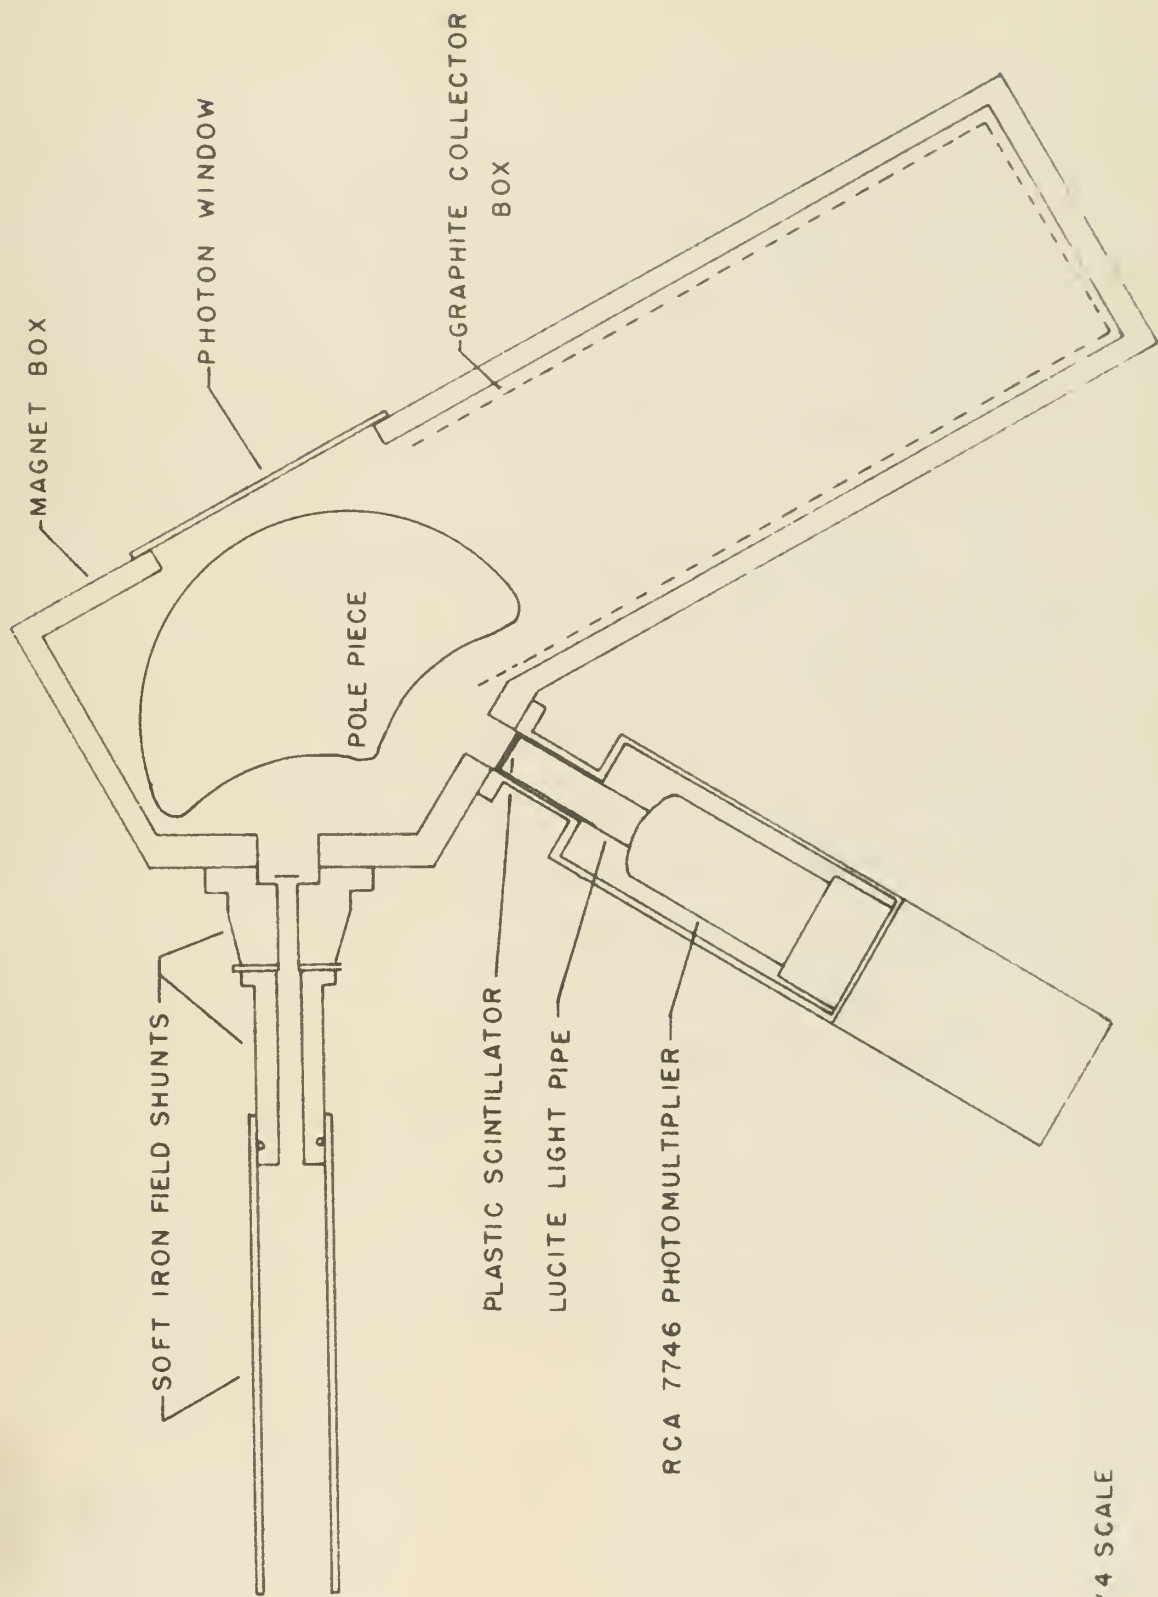 MAGNET BOX
PHOTON WINDOW
GRAPHITE COLLECTOR
BOX
POLE PIECE
SOFT IRON FIELD SHUNTS
PLASTIC SCINTILLATOR
LUCITE LIGHT PIPE
RCA 7746 PHOTOMULTIPLIER
/4 SCALE